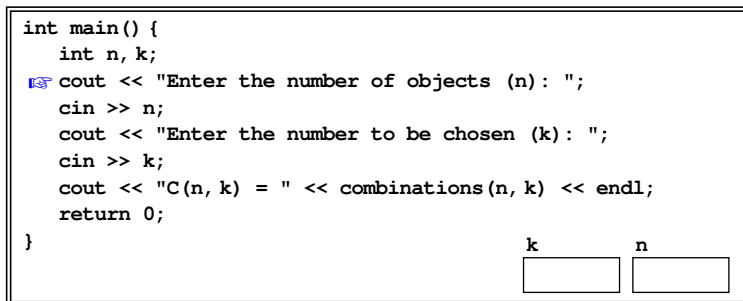 int main() {
int n, k;
☞ cout << "Enter the number of objects (n): ";
cin >> n;
cout << "Enter the number to be chosen (k): ";
cin >> k;
cout << "C(n, k) = " << combinations(n, k) << endl;
return 0;
}
k n